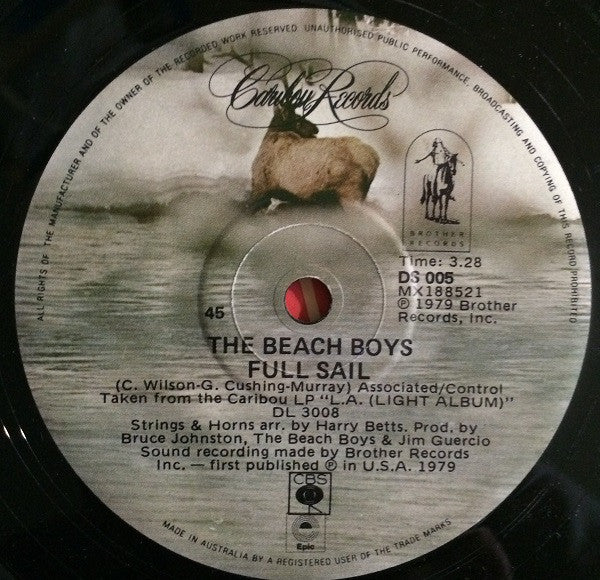 ALL RIGHTS OF THE MANUFACTURER AND OF THE OWNER OF THE RECORDED WORK RESERVED. UNAUTHORISED PUBLIC PERFORMANCE, BROADCASTING AND COPYING OF THIS RECORD PROHIBITED
Caribou Records
BROTHER
RECORDS
Time: 3.28
DS 005
MX188521
℗ 1979 Brother
Records, Inc.
45
THE BEACH BOYS
FULL SAIL
(C. Wilson-G. Cushing-Murray) Associated/Control
Taken from the Caribou LP "L.A. (LIGHT ALBUM)"
DL 3008
Strings & Horns arr. by Harry Betts. Prod. by
Bruce Johnston, The Beach Boys & Jim Guercio
Sound recording made by Brother Records
Inc. — first published ℗ in U.S.A. 1979
CBS
Epic
MADE IN AUSTRALIA BY A REGISTERED USER OF THE TRADE MARKS